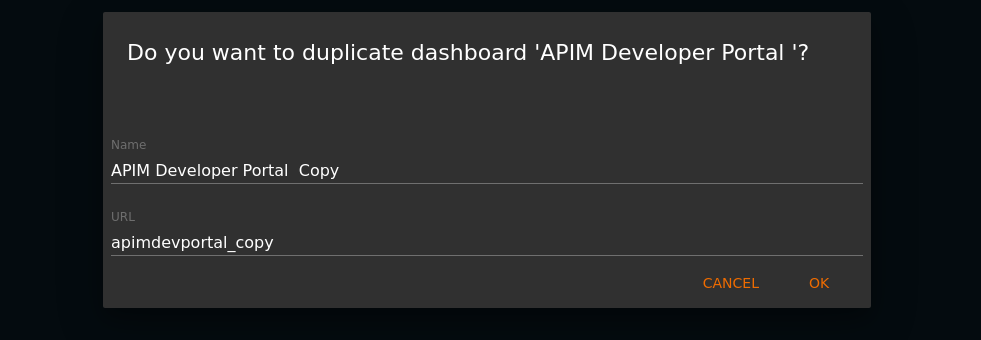 Do you want to duplicate dashboard 'APIM Developer Portal '?
Name
APIM Developer Portal  Copy
URL
apimdevportal_copy
CANCEL OK